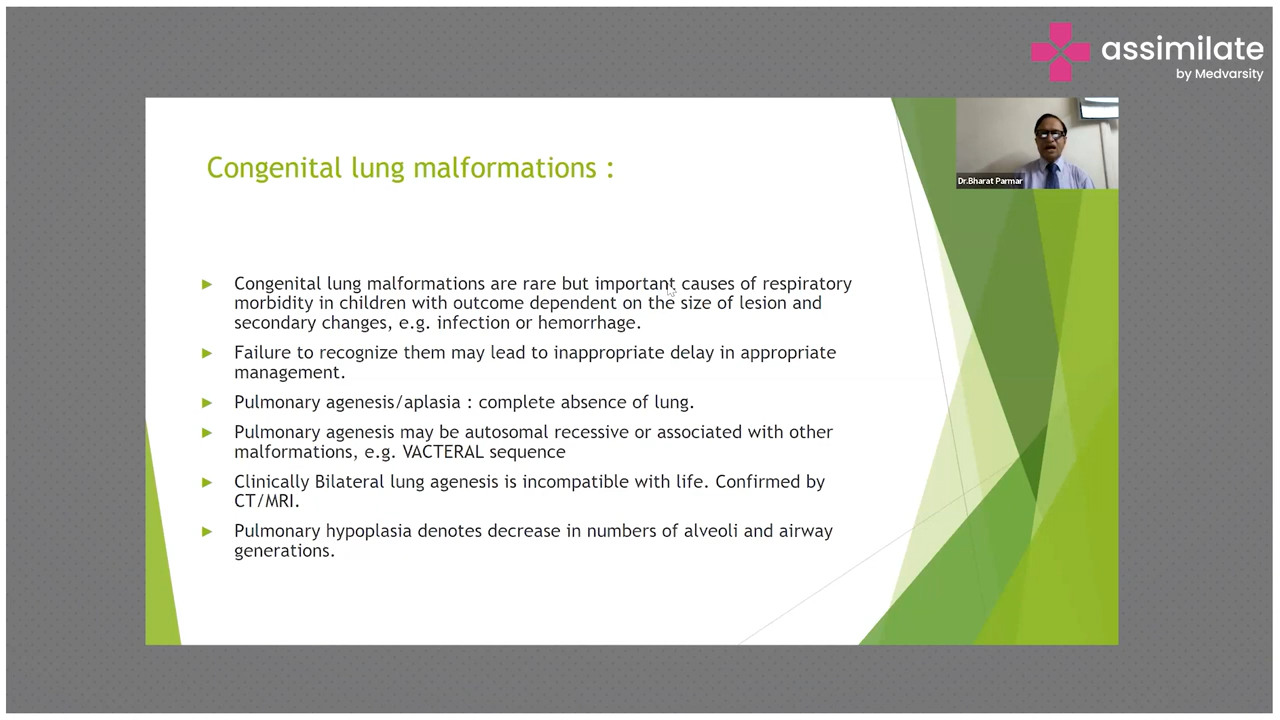 assimilate
by Medvarsity
Dr.Bharat Parmar
Congenital lung malformations :
Congenital lung malformations are rare but important causes of respiratory
morbidity in children with outcome dependent on the size of lesion and
secondary changes, e.g. infection or hemorrhage.
Failure to recognize them may lead to inappropriate delay in appropriate
management.
Pulmonary agenesis/aplasia : complete absence of lung.
Pulmonary agenesis may be autosomal recessive or associated with other
malformations, e.g. VACTERAL sequence
Clinically Bilateral lung agenesis is incompatible with life. Confirmed by
CT/MRI.
Pulmonary hypoplasia denotes decrease in numbers of alveoli and airway
generations.